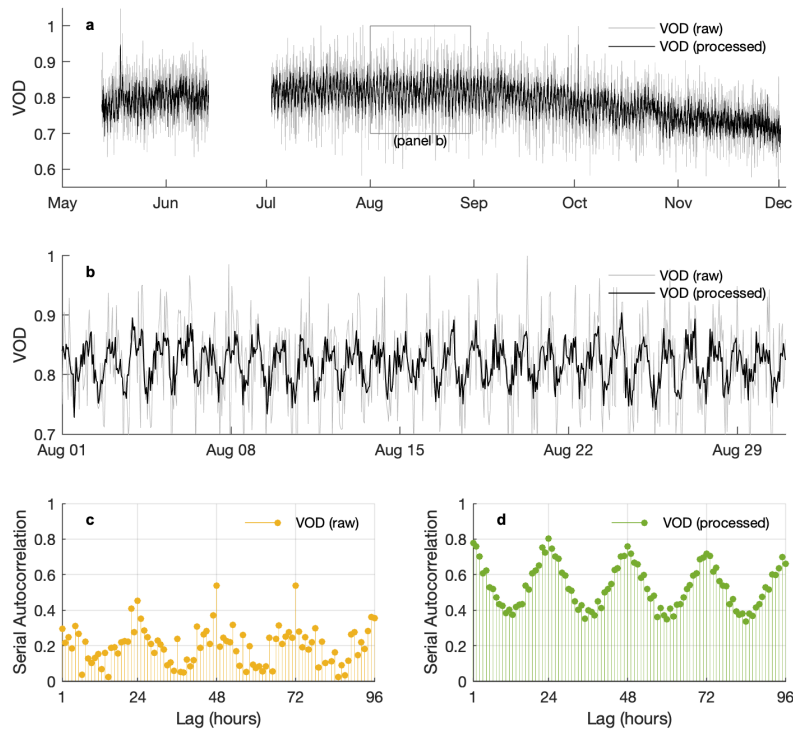 a
VOD (raw)
VOD (processed)
1
0.9
0.8
0.7
0.6
VOD
(panel b)
May
Jun
Jul
Aug
Sep
Oct
Nov
Dec
b
VOD (raw)
VOD (processed)
1
0.9
0.8
0.7
VOD
Aug 01
Aug 08
Aug 15
Aug 22
Aug 29
c
VOD (raw)
1
0.8
0.6
0.4
0.2
0
Serial Autocorrelation
1
24
48
72
96
Lag (hours)
d
VOD (processed)
1
0.8
0.6
0.4
0.2
0
Serial Autocorrelation
1
24
48
72
96
Lag (hours)